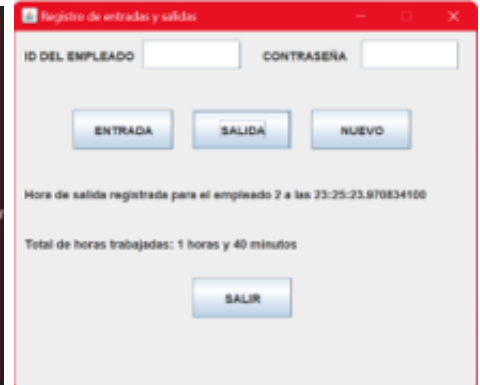 Registro de entradas y salidas
ID DEL EMPLEADO CONTRASEÑA
ENTRADA SALIDA NUEVO
Hora de salida registrada para el empleado 2 a las 23:25:23.970834100
Total de horas trabajadas: 1 horas y 40 minutos
SALIR